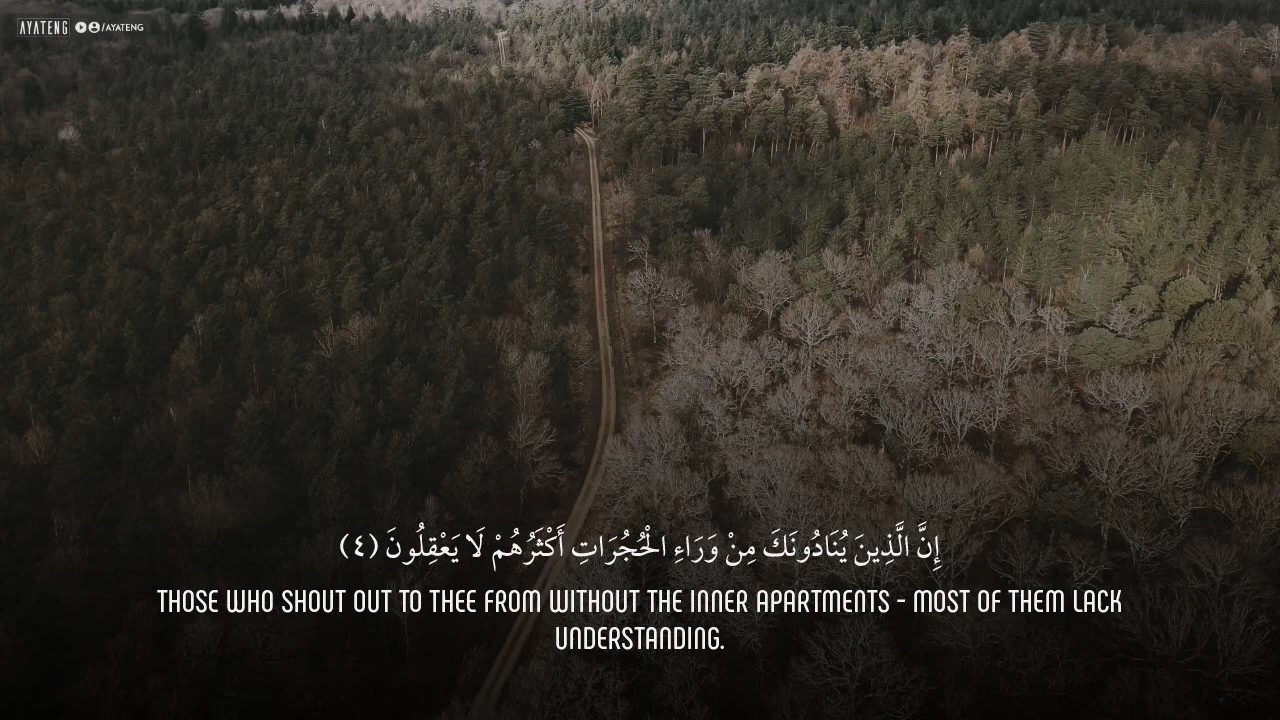 AYATENG /AYATENG
إِنَّ الَّذِينَ يُنَادُونَكَ مِنْ وَرَاءِ الْحُجُرَاتِ أَكْثَرُهُمْ لَا يَعْقِلُونَ (٤)
THOSE WHO SHOUT OUT TO THEE FROM WITHOUT THE INNER APARTMENTS - MOST OF THEM LACK
UNDERSTANDING.